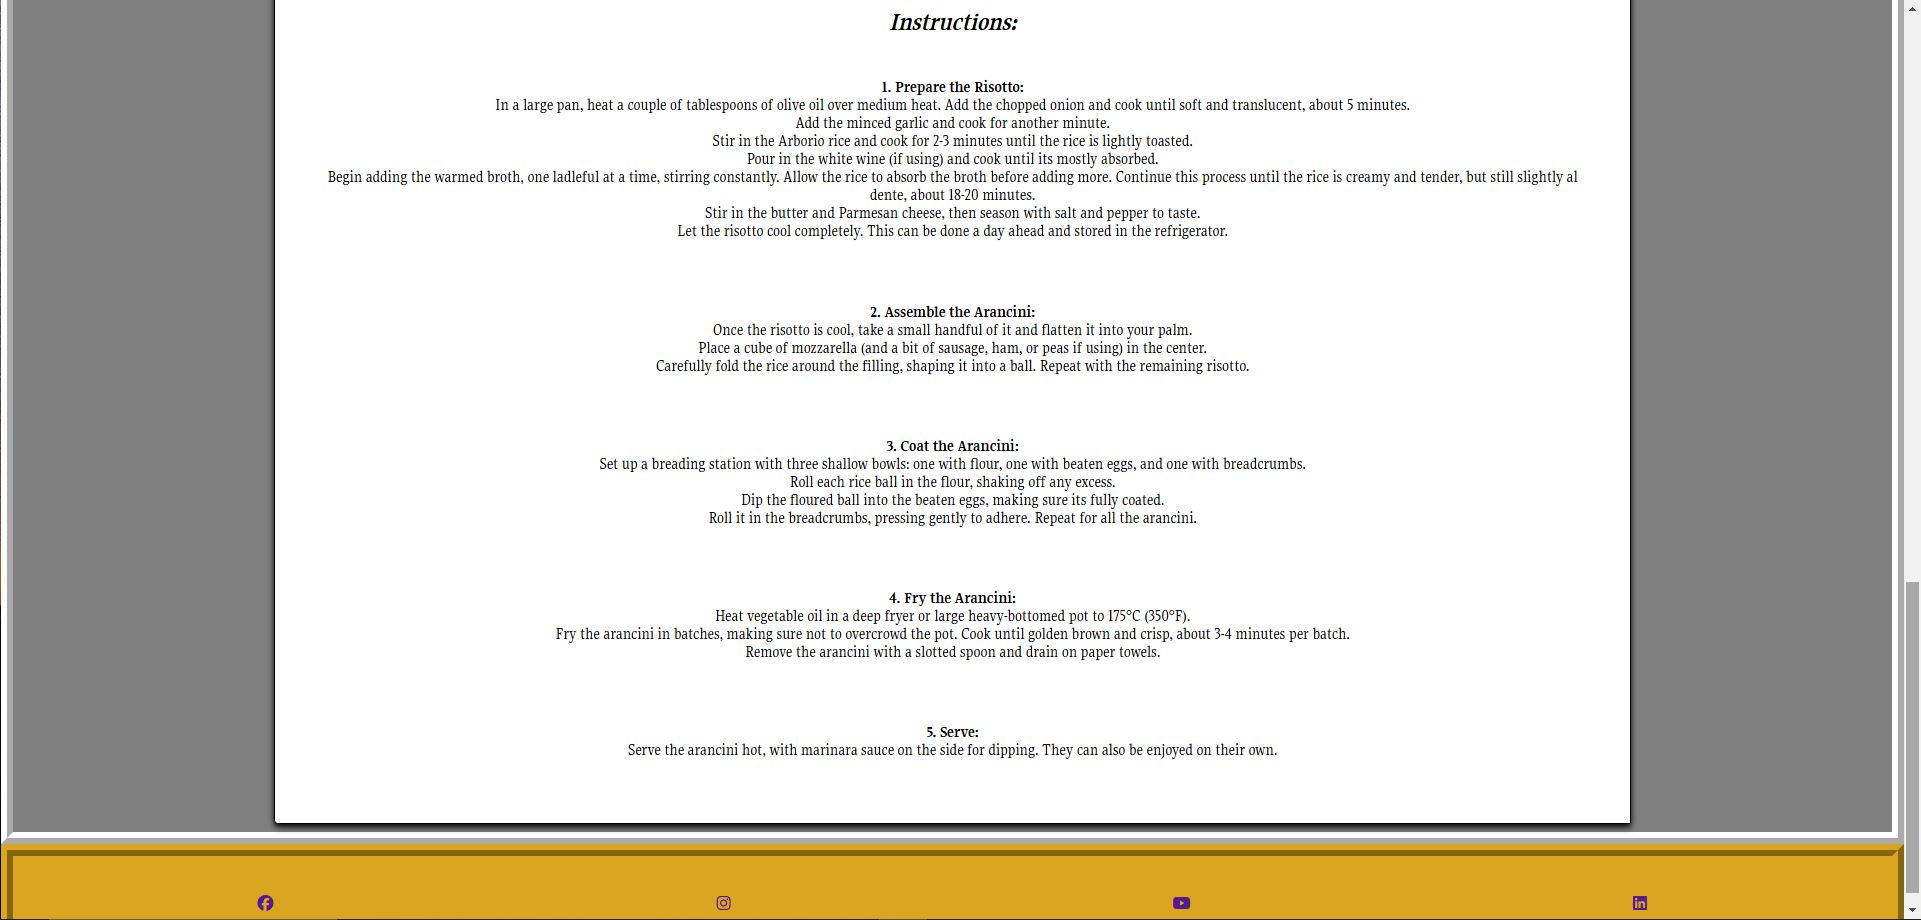 Instructions:
1. Prepare the Risotto:
In a large pan, heat a couple of tablespoons of olive oil over medium heat. Add the chopped onion and cook until soft and translucent, about 5 minutes.
Add the minced garlic and cook for another minute.
Stir in the Arborio rice and cook for 2-3 minutes until the rice is lightly toasted.
Pour in the white wine (if using) and cook until its mostly absorbed.
Begin adding the warmed broth, one ladleful at a time, stirring constantly. Allow the rice to absorb the broth before adding more. Continue this process until the rice is creamy and tender, but still slightly al
dente, about 18-20 minutes.
Stir in the butter and Parmesan cheese, then season with salt and pepper to taste.
Let the risotto cool completely. This can be done a day ahead and stored in the refrigerator.
2. Assemble the Arancini:
Once the risotto is cool, take a small handful of it and flatten it into your palm.
Place a cube of mozzarella (and a bit of sausage, ham, or peas if using) in the center.
Carefully fold the rice around the filling, shaping it into a ball. Repeat with the remaining risotto.
3. Coat the Arancini:
Set up a breading station with three shallow bowls: one with flour, one with beaten eggs, and one with breadcrumbs.
Roll each rice ball in the flour, shaking off any excess.
Dip the floured ball into the beaten eggs, making sure its fully coated.
Roll it in the breadcrumbs, pressing gently to adhere. Repeat for all the arancini.
4. Fry the Arancini:
Heat vegetable oil in a deep fryer or large heavy-bottomed pot to 175°C (350°F).
Fry the arancini in batches, making sure not to overcrowd the pot. Cook until golden brown and crisp, about 3-4 minutes per batch.
Remove the arancini with a slotted spoon and drain on paper towels.
5. Serve:
Serve the arancini hot, with marinara sauce on the side for dipping. They can also be enjoyed on their own.